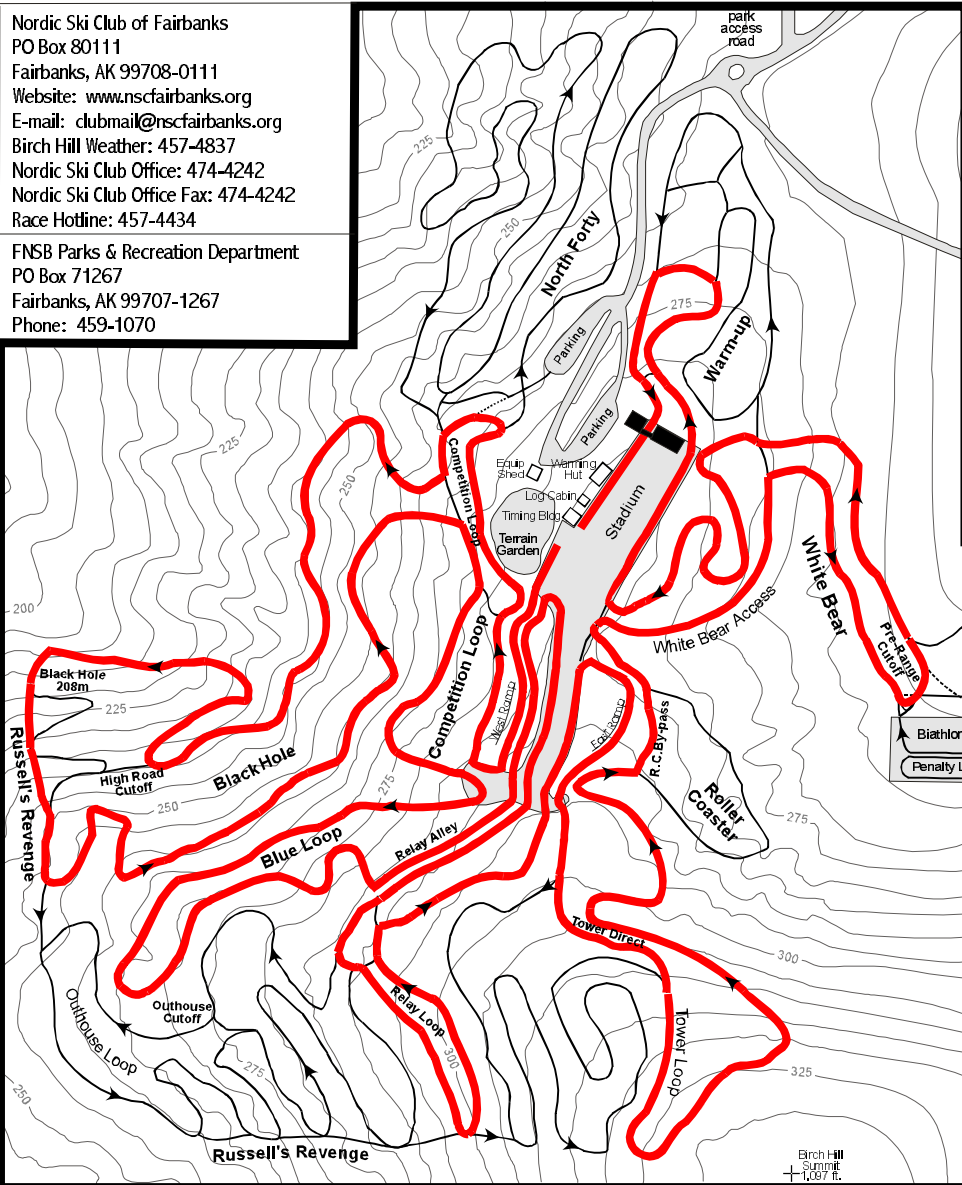 Nordic Ski Club of Fairbanks
PO Box 80111
Fairbanks, AK 99708-0111
Website: www.nscfairbanks.org
E-mail: clubmail@nscfairbanks.org
Birch Hill Weather: 457-4837
Nordic Ski Club Office: 474-4242
Nordic Ski Club Office Fax: 474-4242
Race Hotline: 457-4434
FNSB Parks & Recreation Department
PO Box 71267
Fairbanks, AK 99707-1267
Phone: 459-1070
park
access
road
225
250
North Forty
275
Parking
Warm-up
Parking
225
250
Competition Loop
Equip
Shed
Warming
Hut
Log Cabin
Timing Bldg
Terrain
Garden
Stadium
White Bear
200
White Bear Access
Pre-Range
Cutoff
Black Hole
208m
225
Competition Loop
West Ramp
East Ramp
R.C.By-pass
Biathlon
Penalty L
Russell's Revenge
High Road
Cutoff
Black Hole
250
275
Roller
Coaster
275
Blue Loop
Relay Alley
Tower Direct
300
Outhouse Loop
Outhouse
Cutoff
Relay Loop
300
275
Tower Loop
325
250
Russell's Revenge
Birch Hill
Summit
1,097 ft.